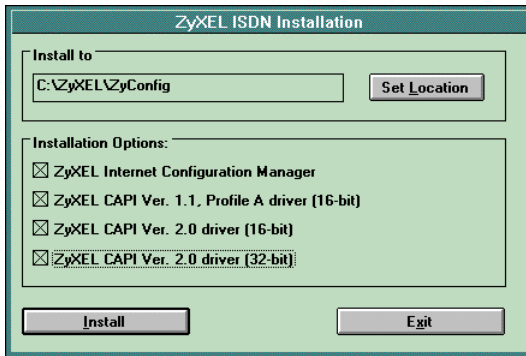 ZyXEL ISDN Installation
Install to
C:\ZyXEL\ZyConfig
Set Location
Installation Options:
ZyXEL Internet Configuration Manager
ZyXEL CAPI Ver. 1.1, Profile A driver (16-bit)
ZyXEL CAPI Ver. 2.0 driver (16-bit)
ZyXEL CAPI Ver. 2.0 driver (32-bit)
Install
Exit